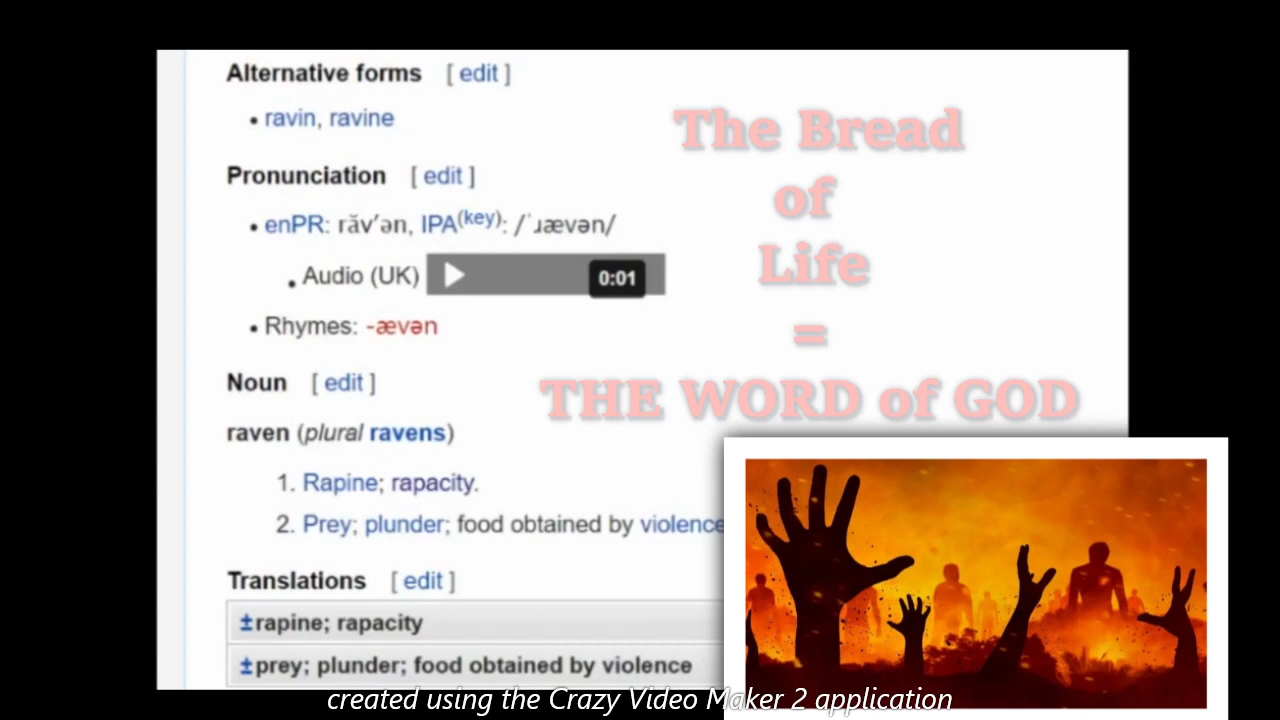 Alternative forms [ edit ]
• ravin, ravine
Pronunciation [ edit ]
• enPR: răv′ən, IPA(key): /ˈɹævən/
• Audio (UK) 0:01
• Rhymes: -ævən
Noun [ edit ]
raven (plural ravens)
1. Rapine; rapacity.
2. Prey; plunder; food obtained by violence
Translations [ edit ]
±rapine; rapacity
±prey; plunder; food obtained by violence
The Bread
of
Life
=
THE WORD of GOD
created using the Crazy Video Maker 2 application